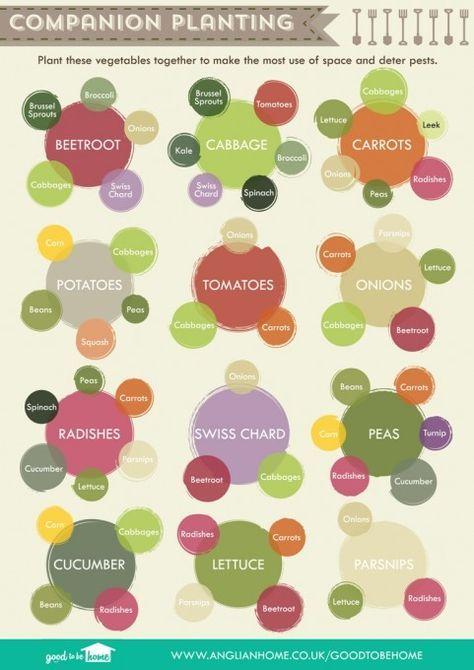 COMPANION PLANTING
Plant these vegetables together to make the most use of space and deter pests.
Brussel
Sprouts
Broccoli
Onions
BEETROOT
Cabbages
Swiss
Chard
Brussel
Sprouts
Tomatoes
Kale
CABBAGE
Broccoli
Swiss
Chard
Spinach
Cabbages
Lettuce
Leek
CARROTS
Onions
Peas
Radishes
Corn
Cabbages
POTATOES
Beans
Peas
Squash
Onions
TOMATOES
Cabbages
Carrots
Parsnips
Carrots
Lettuce
ONIONS
Cabbages
Beetroot
Peas
Carrots
Spinach
RADISHES
Cucumber
Parsnips
Lettuce
Onions
SWISS CHARD
Beetroot
Cabbages
Beans
Carrots
Corn
PEAS
Turnip
Radishes
Cucumber
Corn
Cabbages
CUCUMBER
Beans
Radishes
Radishes
Carrots
LETTUCE
Parsnips
Beetroot
Onions
PARSNIPS
Lettuce
Radishes
good to be home
WWW.ANGLIANHOME.CO.UK/GOODTOBEHOME